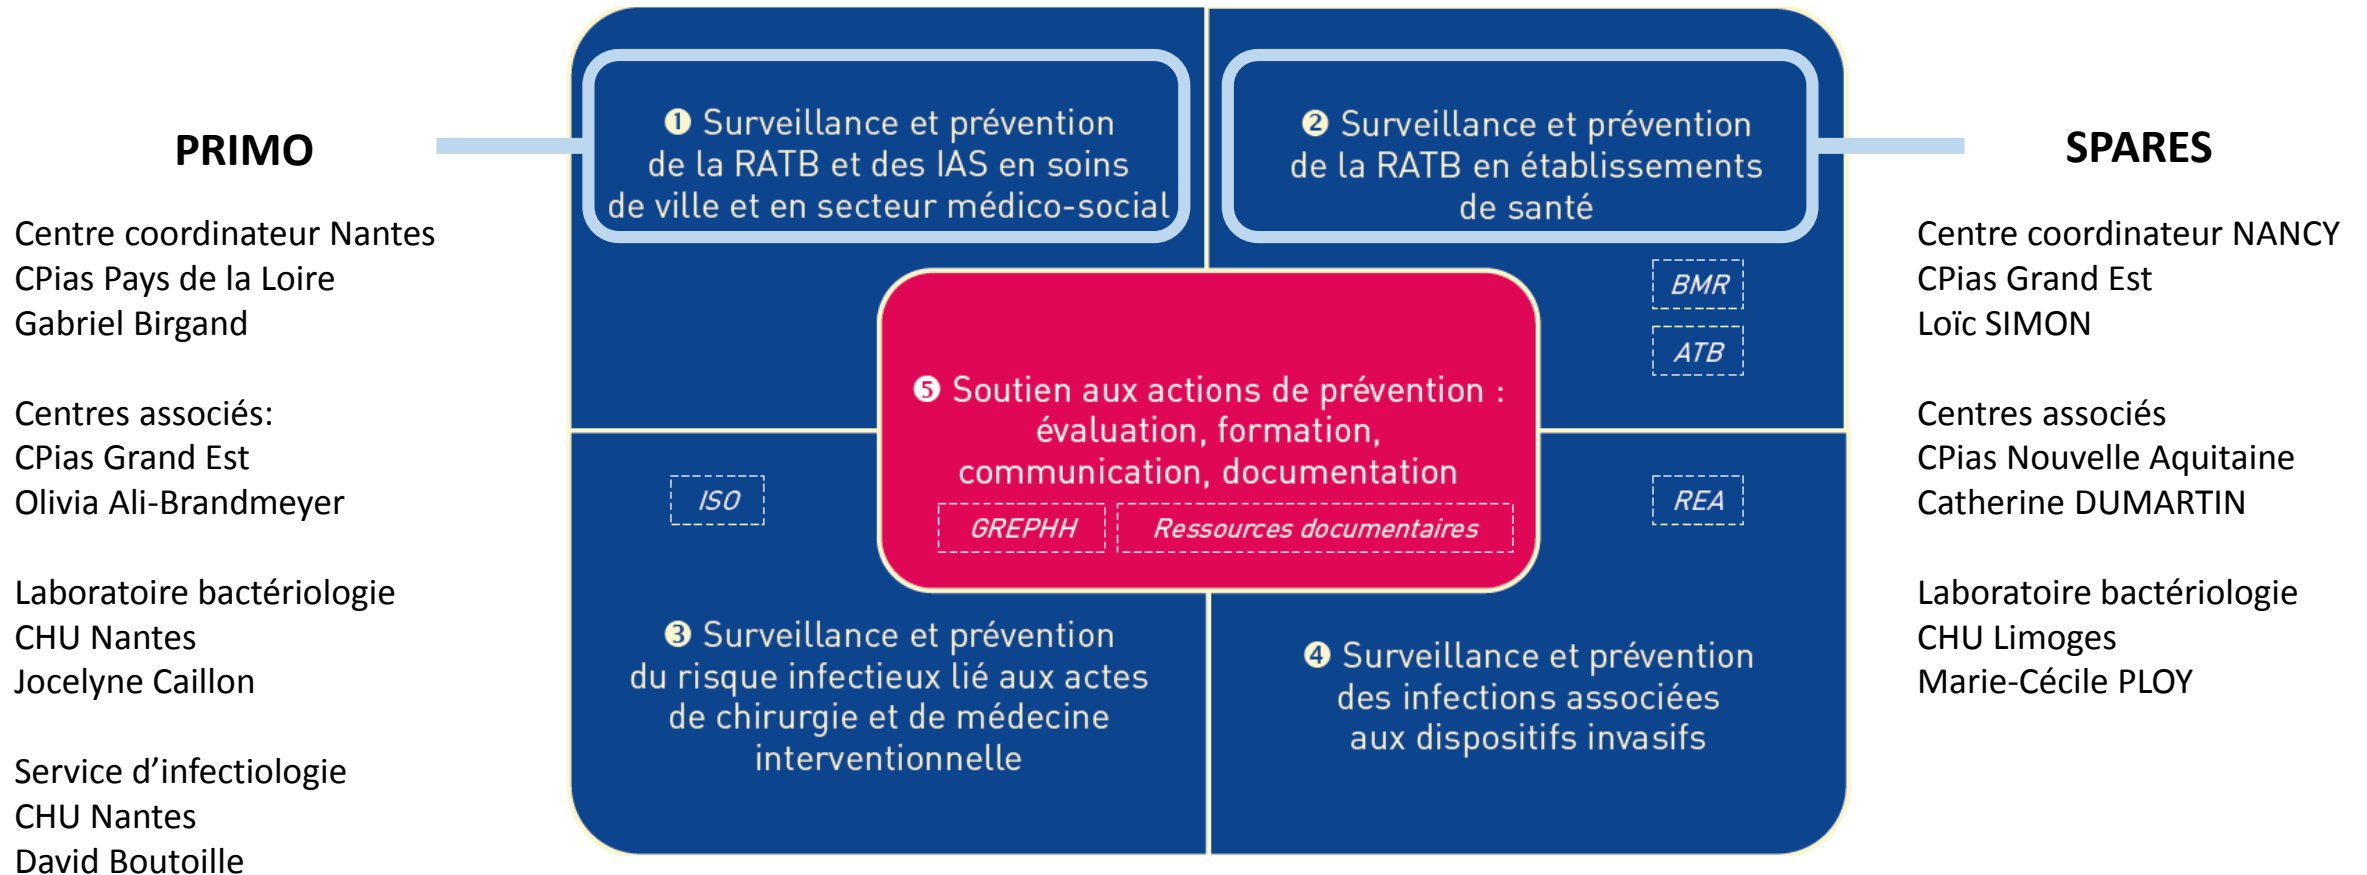 PRIMO
Centre coordinateur Nantes
CPias Pays de la Loire
Gabriel Birgand
Centres associés:
CPias Grand Est
Olivia Ali-Brandmeyer
Laboratoire bactériologie
CHU Nantes
Jocelyne Caillon
Service d’infectiologie
CHU Nantes
David Boutoille
❶ Surveillance et prévention
de la RATB et des IAS en soins
de ville et en secteur médico-social
❷ Surveillance et prévention
de la RATB en établissements
de santé
BMR
ATB
❺ Soutien aux actions de prévention :
évaluation, formation,
communication, documentation
GREPHH
Ressources documentaires
ISO
REA
❸ Surveillance et prévention
du risque infectieux lié aux actes
de chirurgie et de médecine
interventionnelle
❹ Surveillance et prévention
des infections associées
aux dispositifs invasifs
SPARES
Centre coordinateur NANCY
CPias Grand Est
Loïc SIMON
Centres associés
CPias Nouvelle Aquitaine
Catherine DUMARTIN
Laboratoire bactériologie
CHU Limoges
Marie-Cécile PLOY